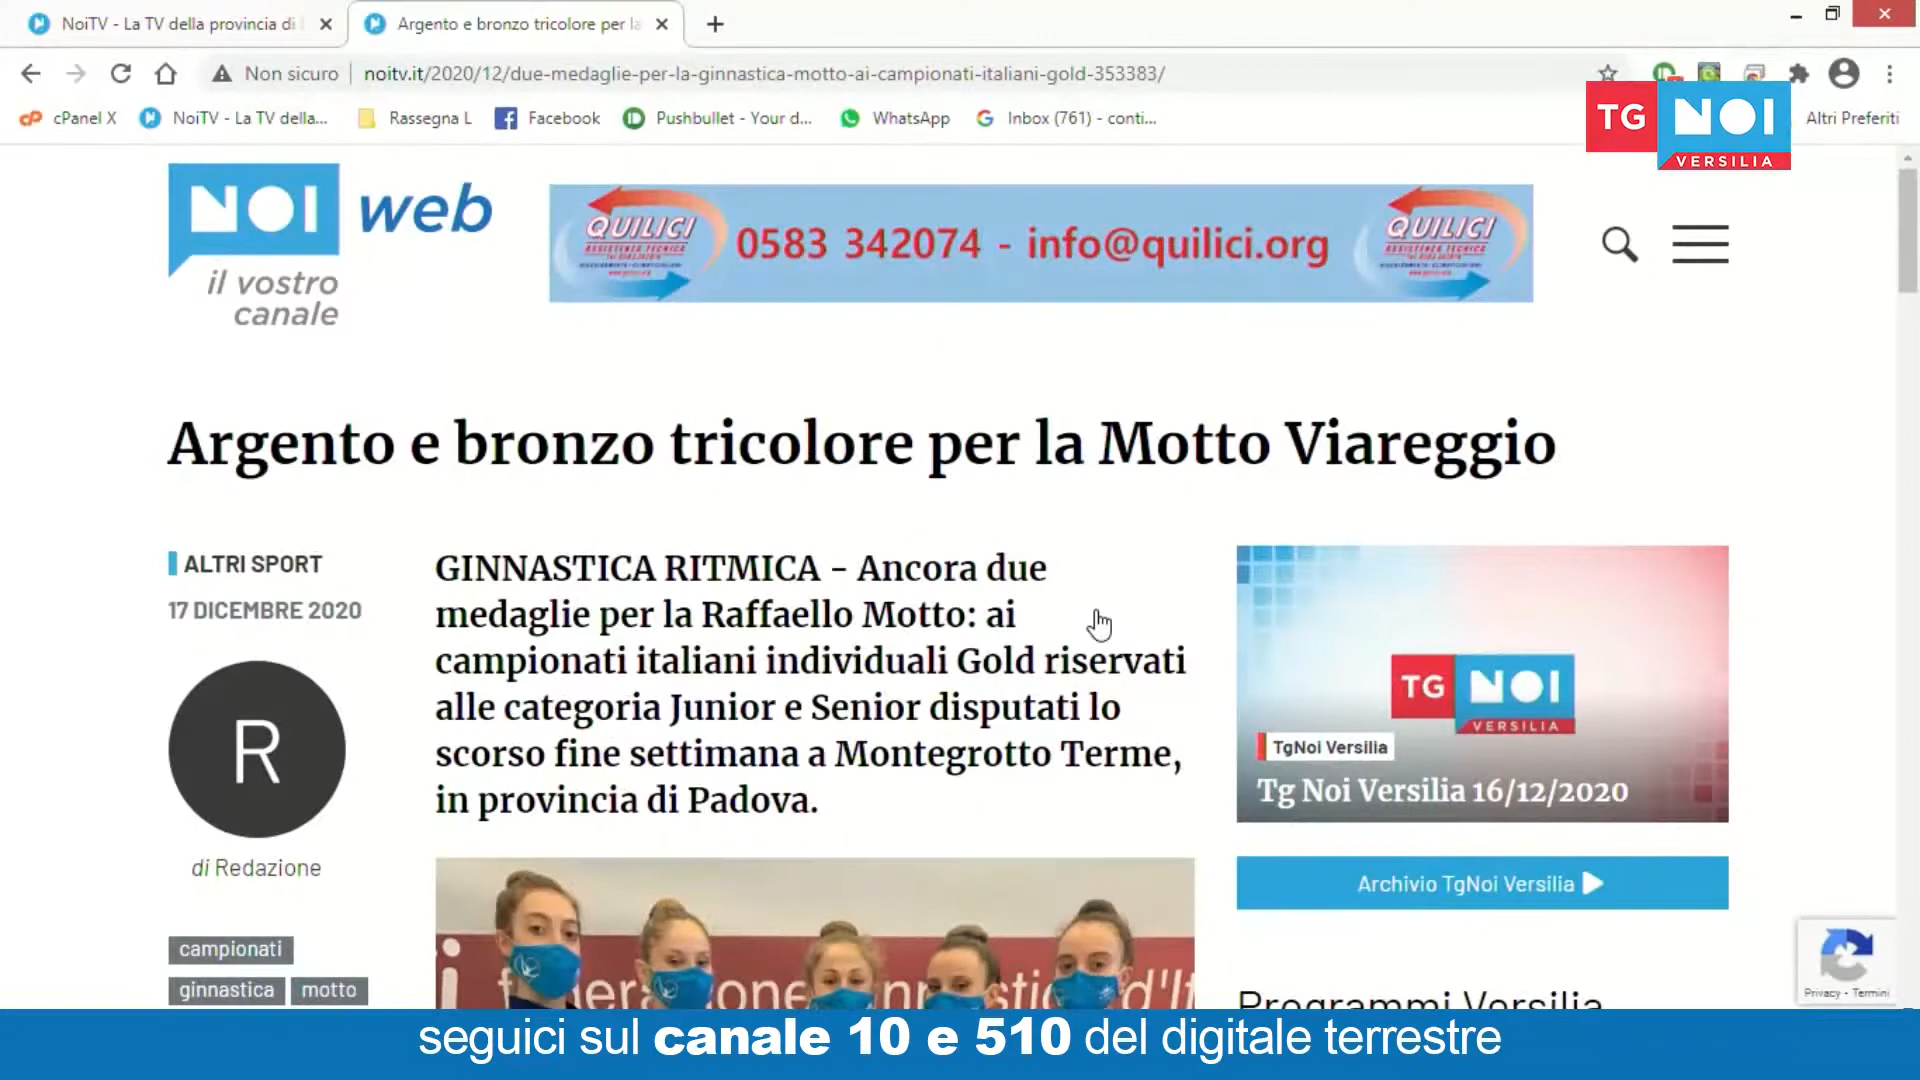 NoiTV - La TV della provincia di
Argento e bronzo tricolore per la
Non sicuro
noitv.it/2020/12/due-medaglie-per-la-ginnastica-motto-ai-campionati-italiani-gold-353383/
cPanel X
NoiTV - La TV della...
Rassegna L
Facebook
Pushbullet - Your d...
WhatsApp
Inbox (761) - conti...
Altri Preferiti
TG NOI
VERSILIA
NOI web
il vostro
canale
QUILICI
ASSISTENZA TECNICA
0583 342074 - info@quilici.org
QUILICI
ASSISTENZA TECNICA
Argento e bronzo tricolore per la Motto Viareggio
ALTRI SPORT
17 DICEMBRE 2020
R
di Redazione
campionati
ginnastica motto
GINNASTICA RITMICA - Ancora due
medaglie per la Raffaello Motto: ai
campionati italiani individuali Gold riservati
alle categoria Junior e Senior disputati lo
scorso fine settimana a Montegrotto Terme,
in provincia di Padova.
TG NOI
VERSILIA
TgNoi Versilia
Tg Noi Versilia 16/12/2020
Archivio TgNoi Versilia
Programmi Versilia
Privacy - Termini
seguici sul canale 10 e 510 del digitale terrestre